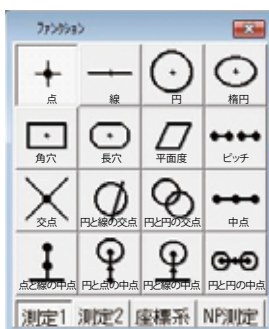 ファンクション
点 線 円 楕円
角穴 長穴 平面度 ピッチ
交点 円と線の交点 円と円の交点 中点
点と線の中点 円と点の中点 円と線の中点 円と円の中点
測定1 測定2 座標系 NP測定